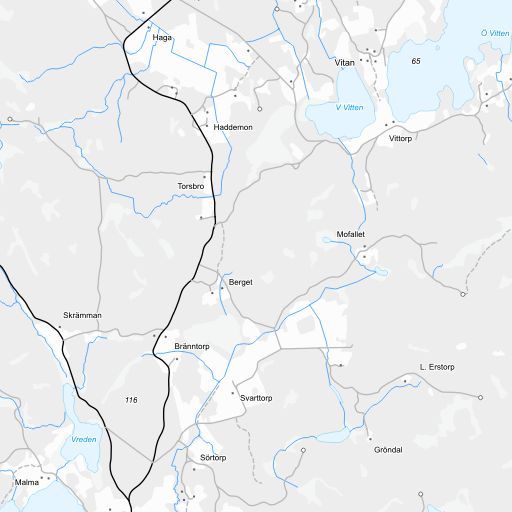 Haga
Ö Vitten
Vitan
65
V Vitten
Haddemon
Vittorp
Torsbro
Mofallet
Berget
Skrämman
Bränntorp
L. Erstorp
116
Svarttorp
Vreden
Gröndal
Sörtorp
Malma